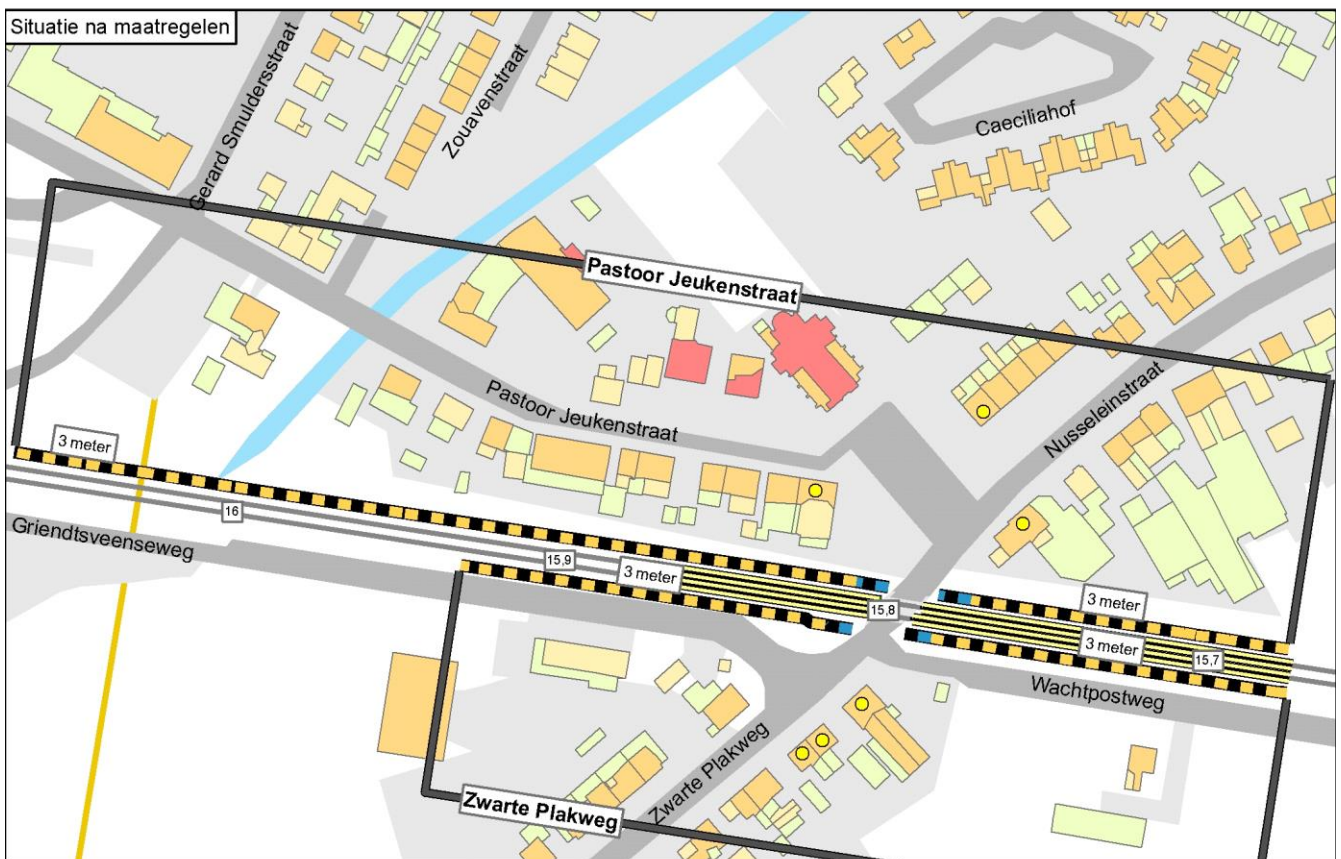 Situatie na maatregelen
Gerard Smuldersstraat
Zouavenstraat
Caeciliahof
Pastoor Jeukenstraat
Pastoor Jeukenstraat
Nusseleinstraat
3 meter
16
Griendtsveenseweg
15,9
3 meter
15,8
3 meter
3 meter
15,7
Wachtpostweg
Zwarte Plakweg
Zwarte Plakweg